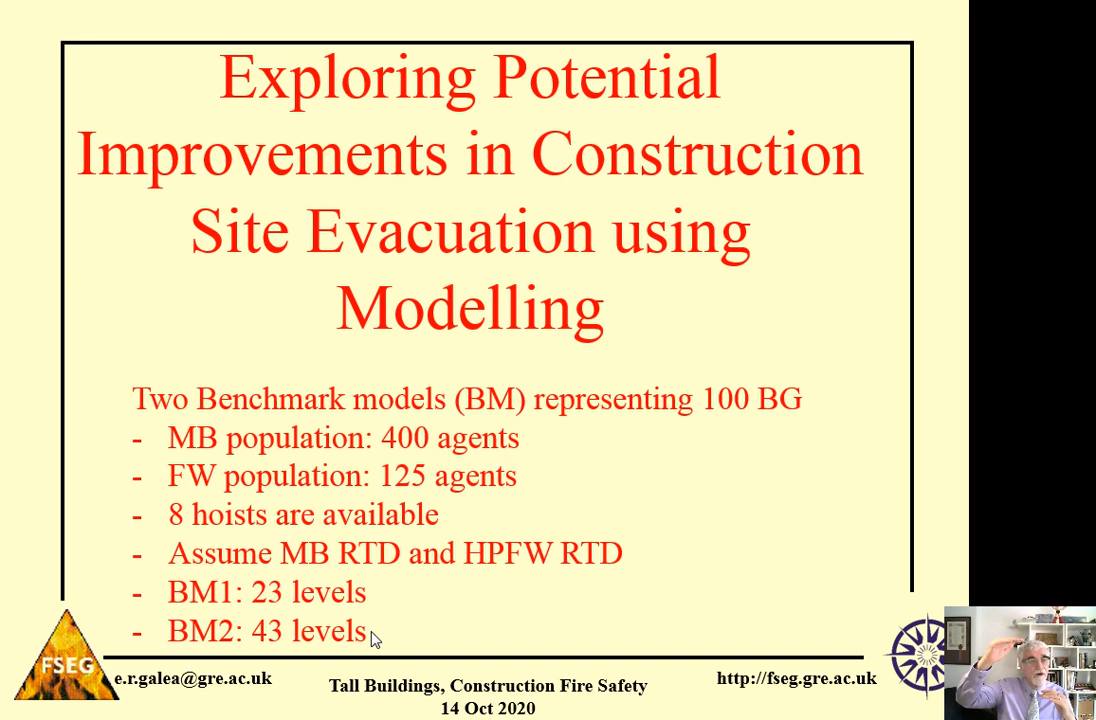 Exploring Potential
Improvements in Construction
Site Evacuation using
Modelling
Two Benchmark models (BM) representing 100 BG
- MB population: 400 agents
- FW population: 125 agents
- 8 hoists are available
- Assume MB RTD and HPFW RTD
- BM1: 23 levels
- BM2: 43 levels
FSEG
e.r.galea@gre.ac.uk
Tall Buildings, Construction Fire Safety
14 Oct 2020
http://fseg.gre.ac.uk